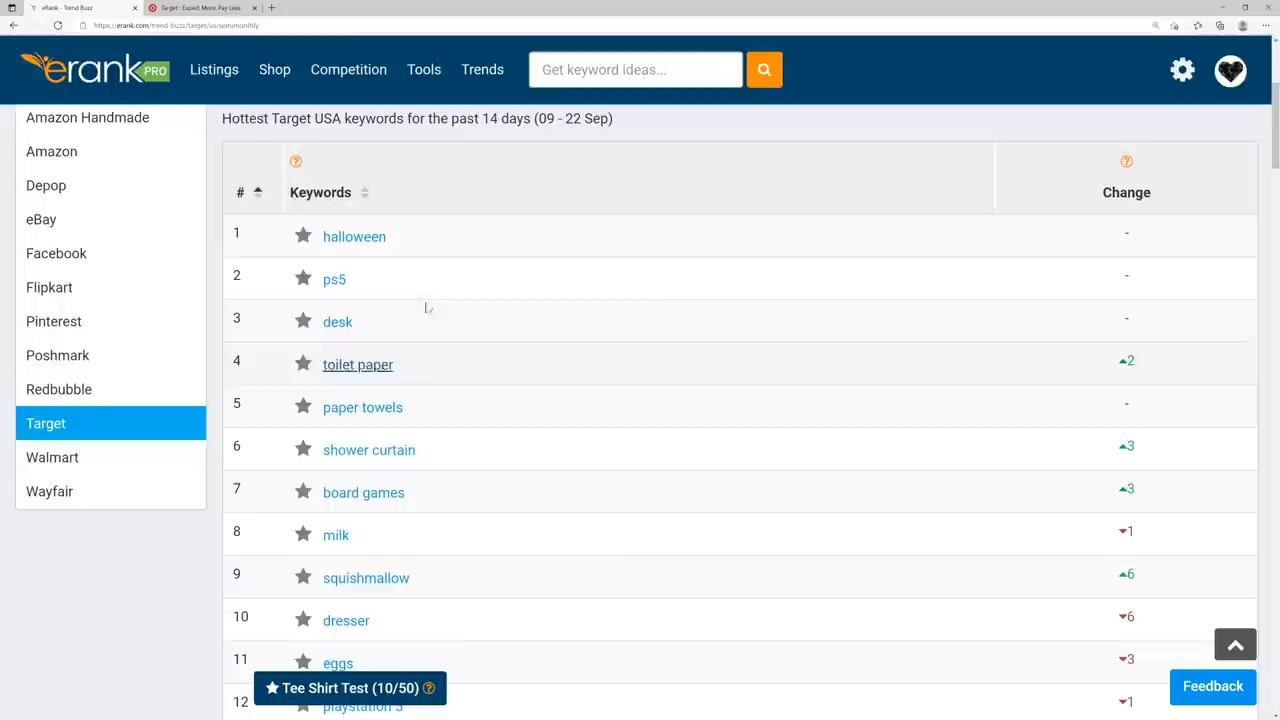 eRank - Trend Buzz
Target : Expect More. Pay Less.
https://erank.com/trend-buzz/target/us/semimonthly
erank PRO
Listings
Shop
Competition
Tools
Trends
Get keyword ideas...
Amazon Handmade
Amazon
Depop
eBay
Facebook
Flipkart
Pinterest
Poshmark
Redbubble
Target
Walmart
Wayfair
Hottest Target USA keywords for the past 14 days (09 - 22 Sep)
# Keywords Change
1 halloween -
2 ps5 -
3 desk -
4 toilet paper 2
5 paper towels -
6 shower curtain 3
7 board games 3
8 milk 1
9 squishmallow 6
10 dresser 6
11 eggs 3
12 playstation 5 1
Tee Shirt Test (10/50)
Feedback